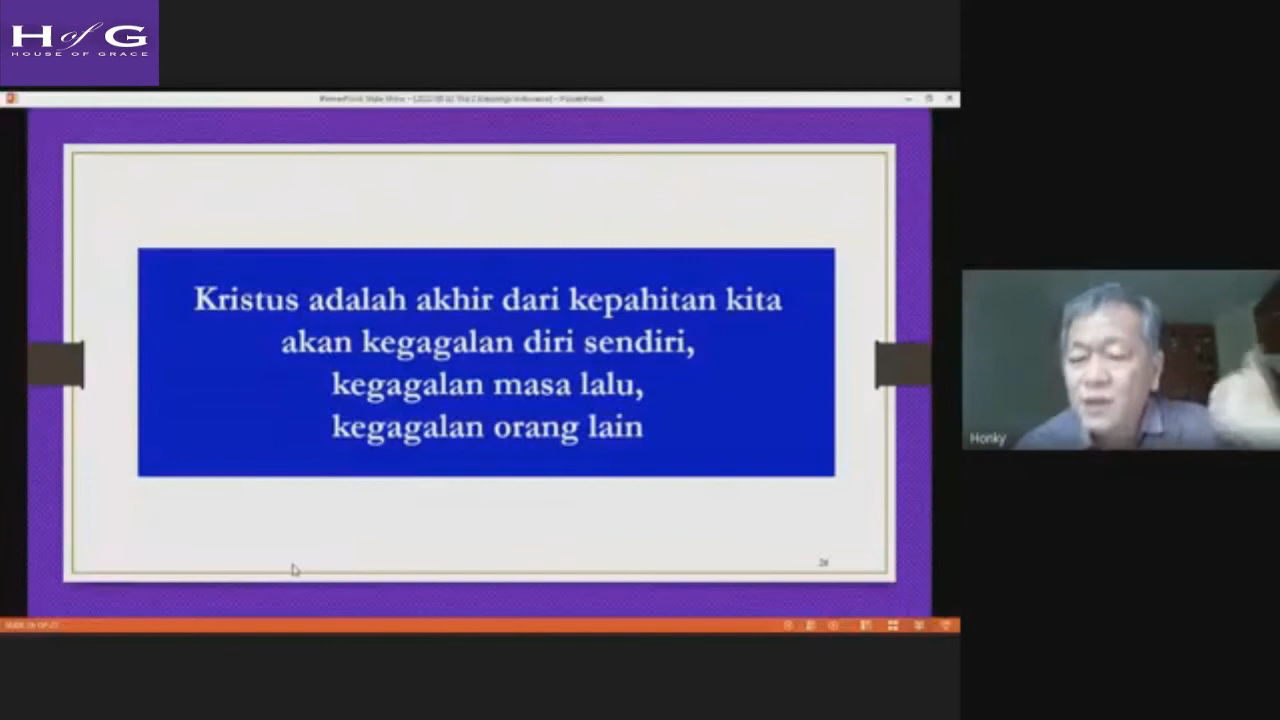 H of G
HOUSE OF GRACE
Kristus adalah akhir dari kepahitan kita
akan kegagalan diri sendiri,
kegagalan masa lalu,
kegagalan orang lain
Honky